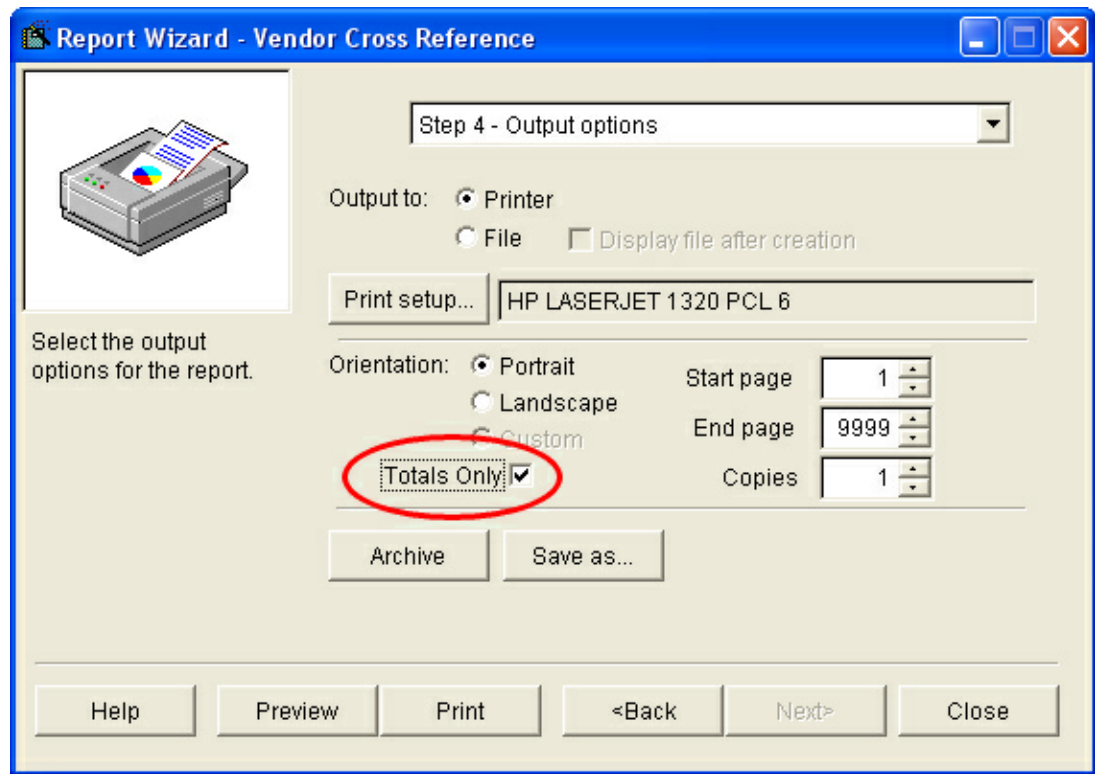 Report Wizard - Vendor Cross Reference
Step 4 - Output options
Output to: Printer
File Display file after creation
Print setup... HP LASERJET 1320 PCL 6
Select the output
options for the report.
Orientation: Portrait
Landscape
Custom
Start page 1
End page 9999
Totals Only
Copies 1
Archive Save as...
Help Preview Print <Back Next> Close